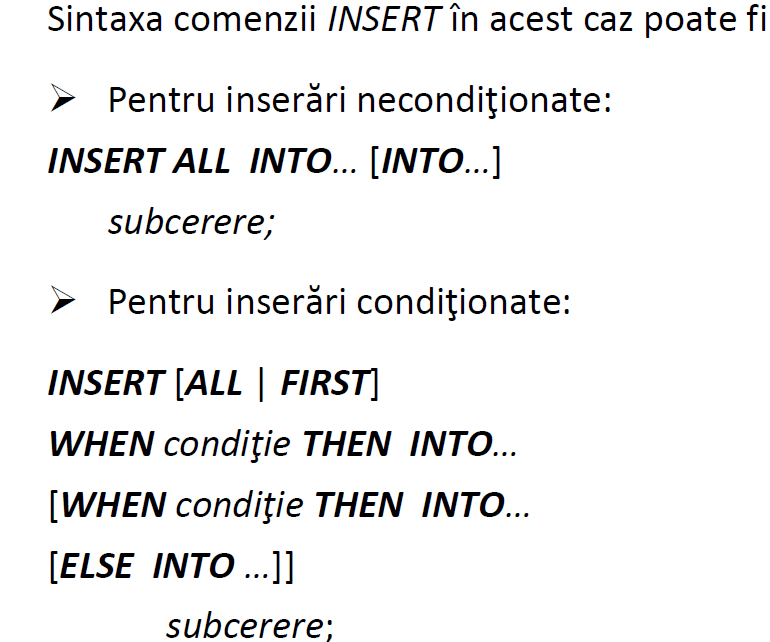 Sintaxa comenzii INSERT în acest caz poate fi
➢ Pentru inserări necondiţionate:
INSERT ALL INTO… [INTO…]
subcerere;
➢ Pentru inserări condiţionate:
INSERT [ALL | FIRST]
WHEN condiţie THEN INTO…
[WHEN condiţie THEN INTO…
[ELSE INTO …]]
subcerere;